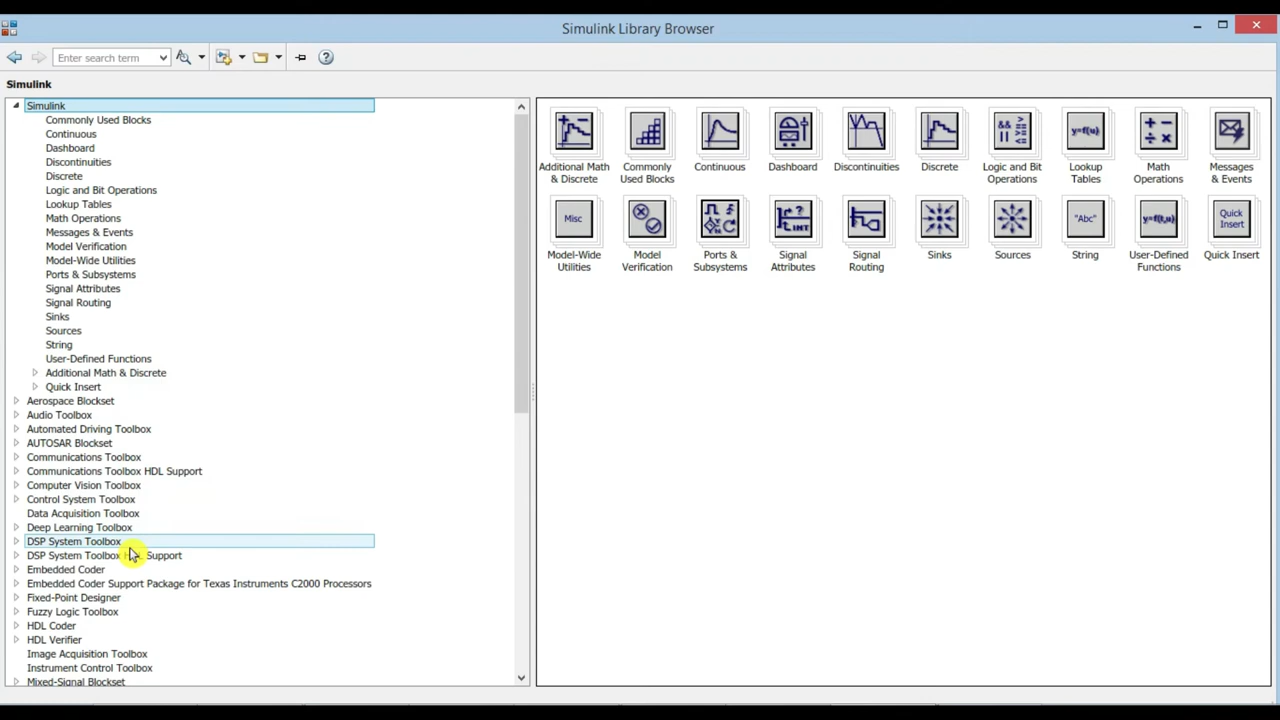 Simulink Library Browser
Enter search term
Simulink
Simulink
Commonly Used Blocks
Continuous
Dashboard
Discontinuities
Discrete
Logic and Bit Operations
Lookup Tables
Math Operations
Messages & Events
Model Verification
Model-Wide Utilities
Ports & Subsystems
Signal Attributes
Signal Routing
Sinks
Sources
String
User-Defined Functions
Additional Math & Discrete
Quick Insert
Aerospace Blockset
Audio Toolbox
Automated Driving Toolbox
AUTOSAR Blockset
Communications Toolbox
Communications Toolbox HDL Support
Computer Vision Toolbox
Control System Toolbox
Data Acquisition Toolbox
Deep Learning Toolbox
DSP System Toolbox
DSP System Toolbox HDL Support
Embedded Coder
Embedded Coder Support Package for Texas Instruments C2000 Processors
Fixed-Point Designer
Fuzzy Logic Toolbox
HDL Coder
HDL Verifier
Image Acquisition Toolbox
Instrument Control Toolbox
Mixed-Signal Blockset
y=f(u)
Additional Math
& Discrete
Commonly
Used Blocks
Continuous
Dashboard
Discontinuities
Discrete
Logic and Bit
Operations
Lookup
Tables
Math
Operations
Messages
& Events
Misc
INT
"Abc"
y=f(t,u)
Quick
Insert
Model-Wide
Utilities
Model
Verification
Ports &
Subsystems
Signal
Attributes
Signal
Routing
Sinks
Sources
String
User-Defined
Functions
Quick Insert